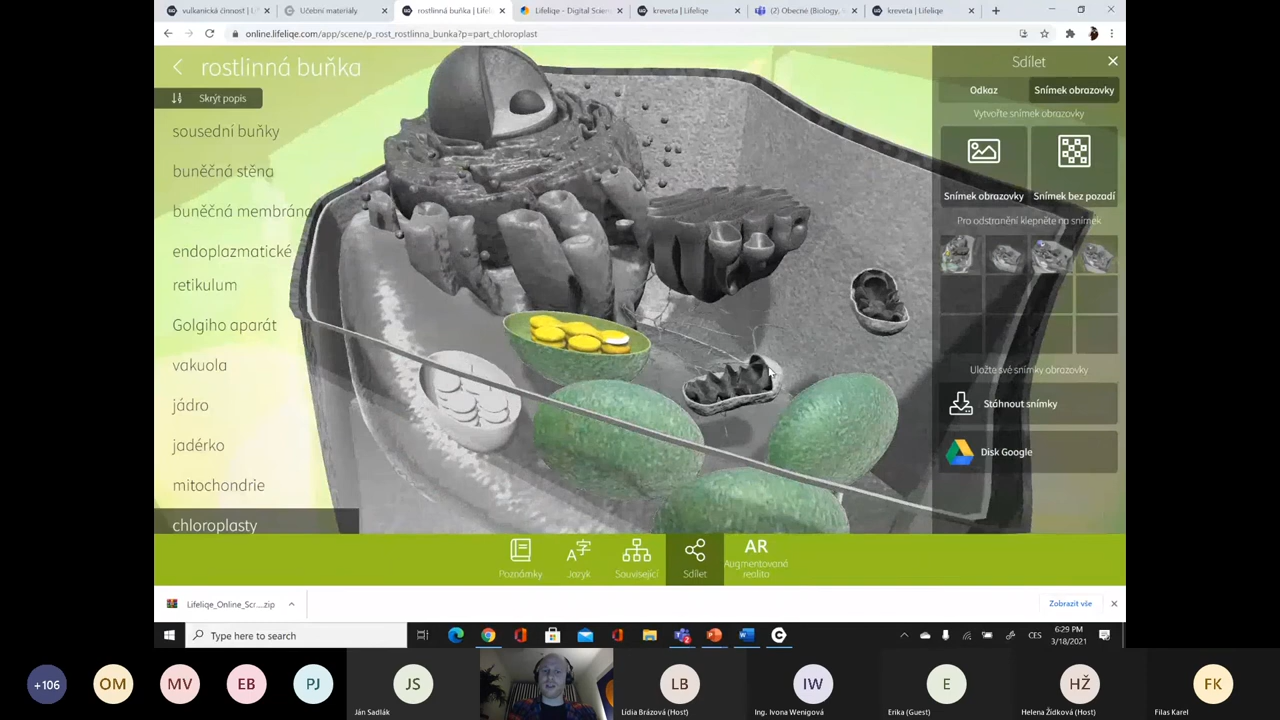 vulkanická činnost | L
Učební materiály
rostlinná buňka | Lifel
Lifeliqe – Digital Scien
kreveta | Lifeliqe
(2) Obecné (Biology,
kreveta | Lifeliqe
online.lifeliqe.com/app/scene/p_rost_rostlinna_bunka?p=part_chloroplast
rostlinná buňka
Skrýt popis
sousední buňky
buněčná stěna
buněčná membrána
endoplazmatické
retikulum
Golgiho aparát
vakuola
jádro
jadérko
mitochondrie
chloroplasty
Sdílet
Odkaz
Snímek obrazovky
Vytvořte snímek obrazovky
Snímek obrazovky
Snímek bez pozadí
Pro odstranění klepněte na snímek
Uložte své snímky obrazovky
Stáhnout snímky
Disk Google
Poznámky
Jazyk
Související
Sdílet
AR
Augmentovaná
realita
Lifeliqe_Online_Scr....zip
Zobrazit vše
Type here to search
CES
6:29 PM
3/18/2021
+106
OM
MV
EB
PJ
JS
Ján Sadlák
LB
Lídia Brázová (Host)
IW
Ing. Ivona Wenigová
E
Erika (Guest)
HŽ
Helena Žídková (Host)
FK
Filas Karel